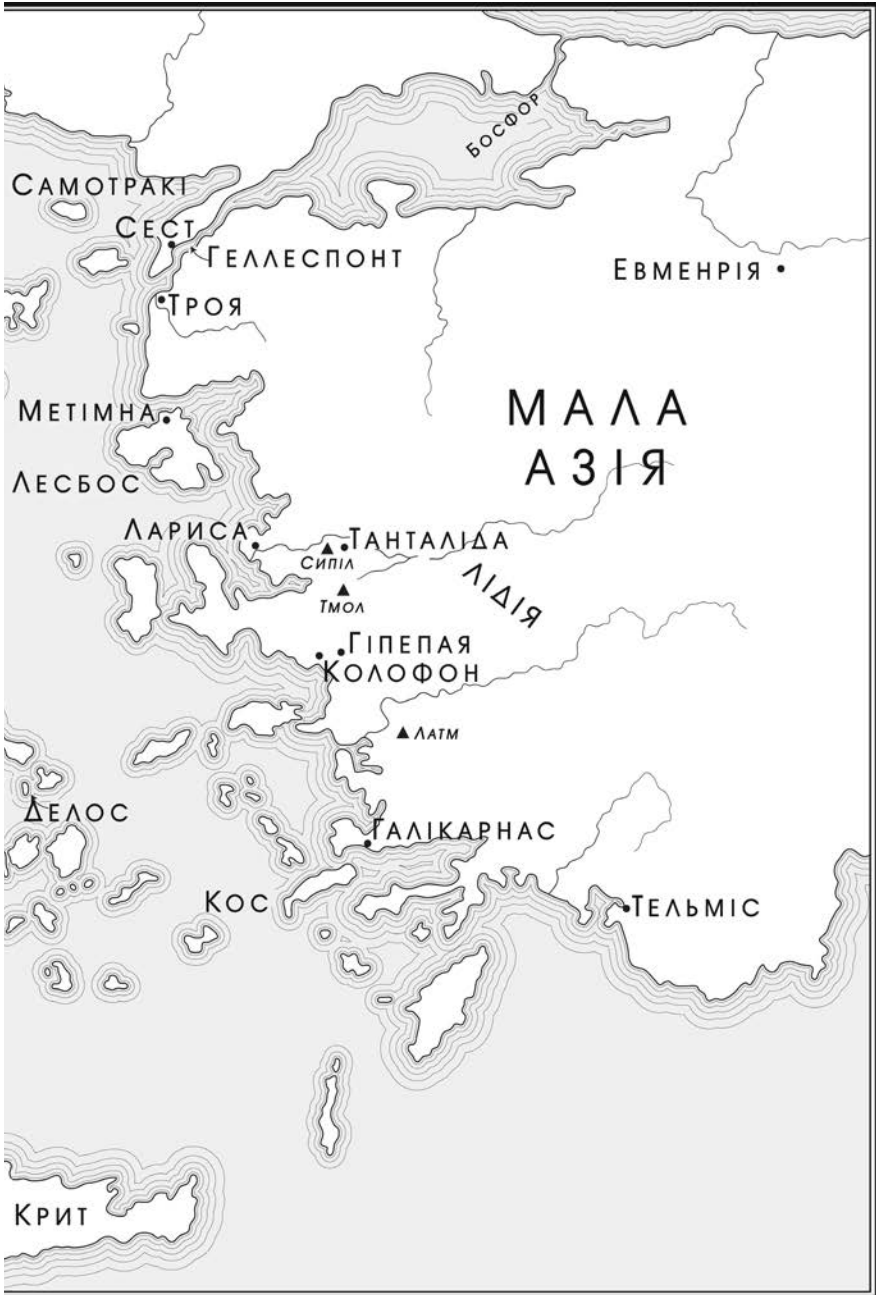 Босфор
Самотракі
Сест
Геллеспонт
Евменрія
Троя
Мала
Азія
Метімна
Лесбос
Лариса
Танталіда
Сипіл
Лідія
Тмол
Гіпепая
Колофон
Латм
Делос
Галікарнас
Кос
Тельміс
Крит